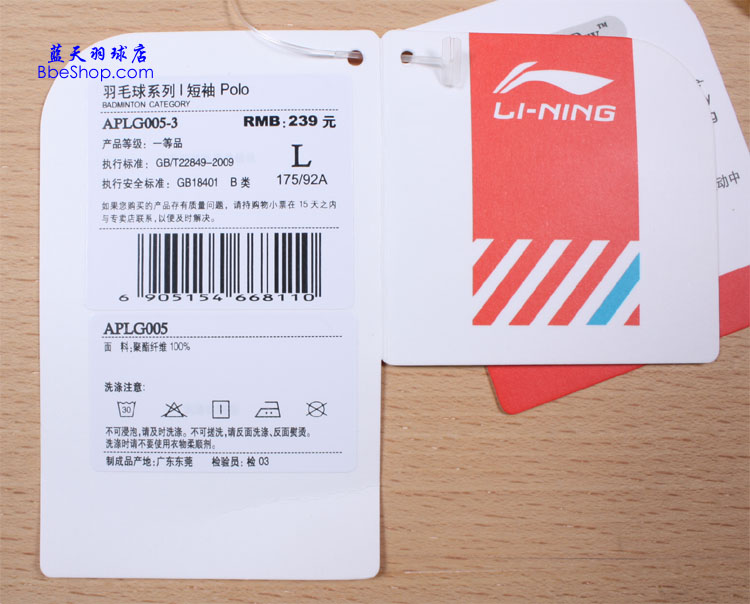 蓝天羽球店
BbeShop.com
羽毛球系列 | 短袖 Polo
BADMINTON CATEGORY
APLG005-3 RMB: 239 元
产品等级: 一等品
执行标准: GB/T22849-2009
L
执行安全标准: GB18401 B 类
175/92A
如果您购买的产品存有质量问题, 请持购物小票在 15 天之内
与专卖店联系, 以便及时解决。
6 905154 668110
APLG005
面 料:聚酯纤维 100%
洗涤注意:
30
不可浸泡, 请及时洗涤。不可搓洗, 请反面洗涤、反面熨烫。
洗涤时请不要使用衣物柔顺剂。
制成品产地: 广东东莞 检验员: 检 03
LI-NING
TM
动中